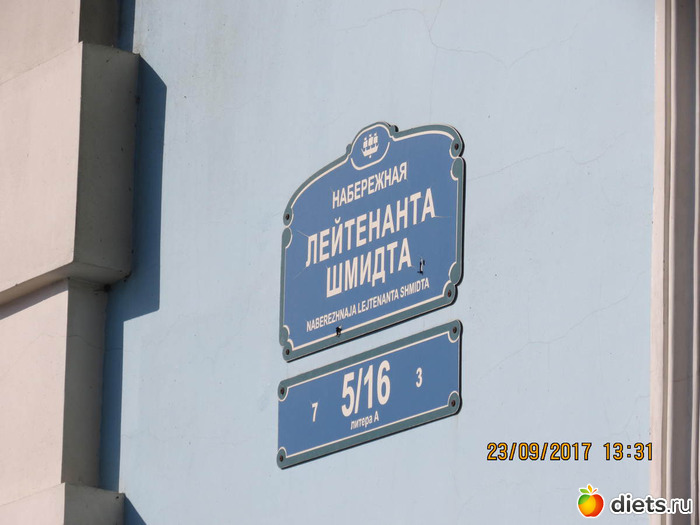 НАБЕРЕЖНАЯ
ЛЕЙТЕНАНТА
ШМИДТА
NABEREZHNAJA LEJTENANTA SHMIDTA
7 5/16 3
литера А
23/09/2017 13:31
diets.ru